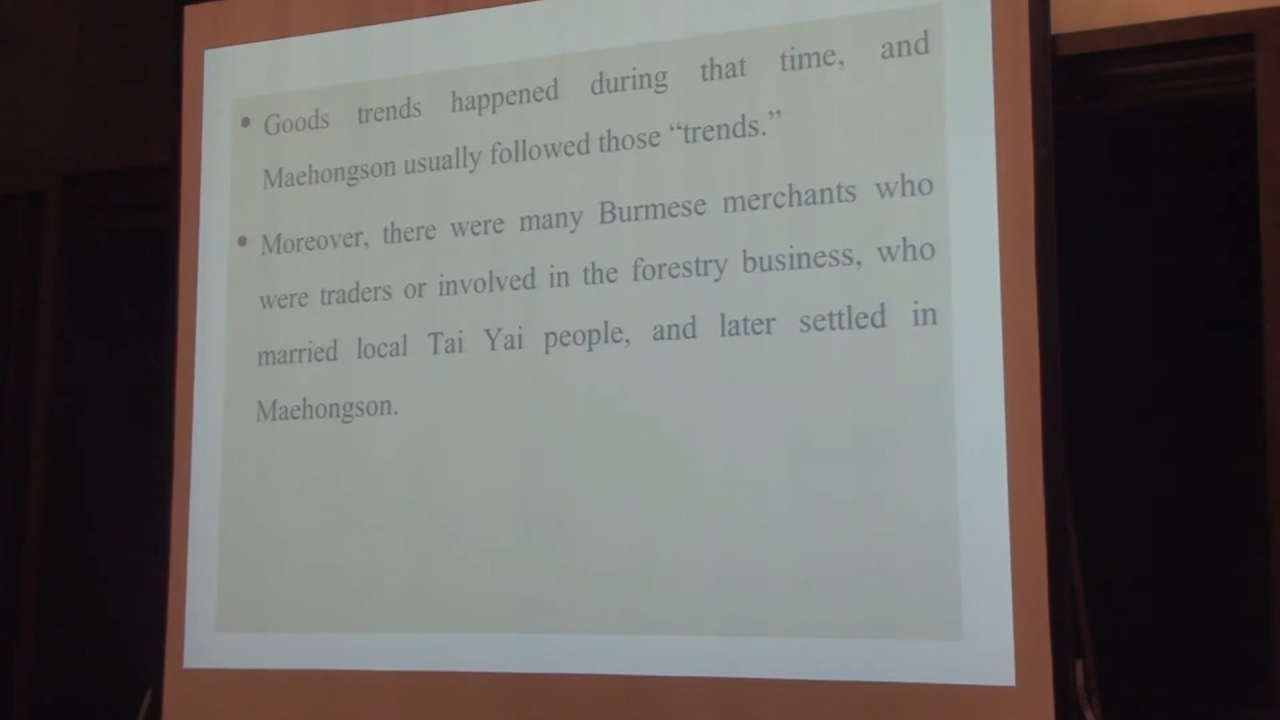 • Goods trends happened during that time, and
Maehongson usually followed those “trends.”
• Moreover, there were many Burmese merchants who
were traders or involved in the forestry business, who
married local Tai Yai people, and later settled in
Maehongson.